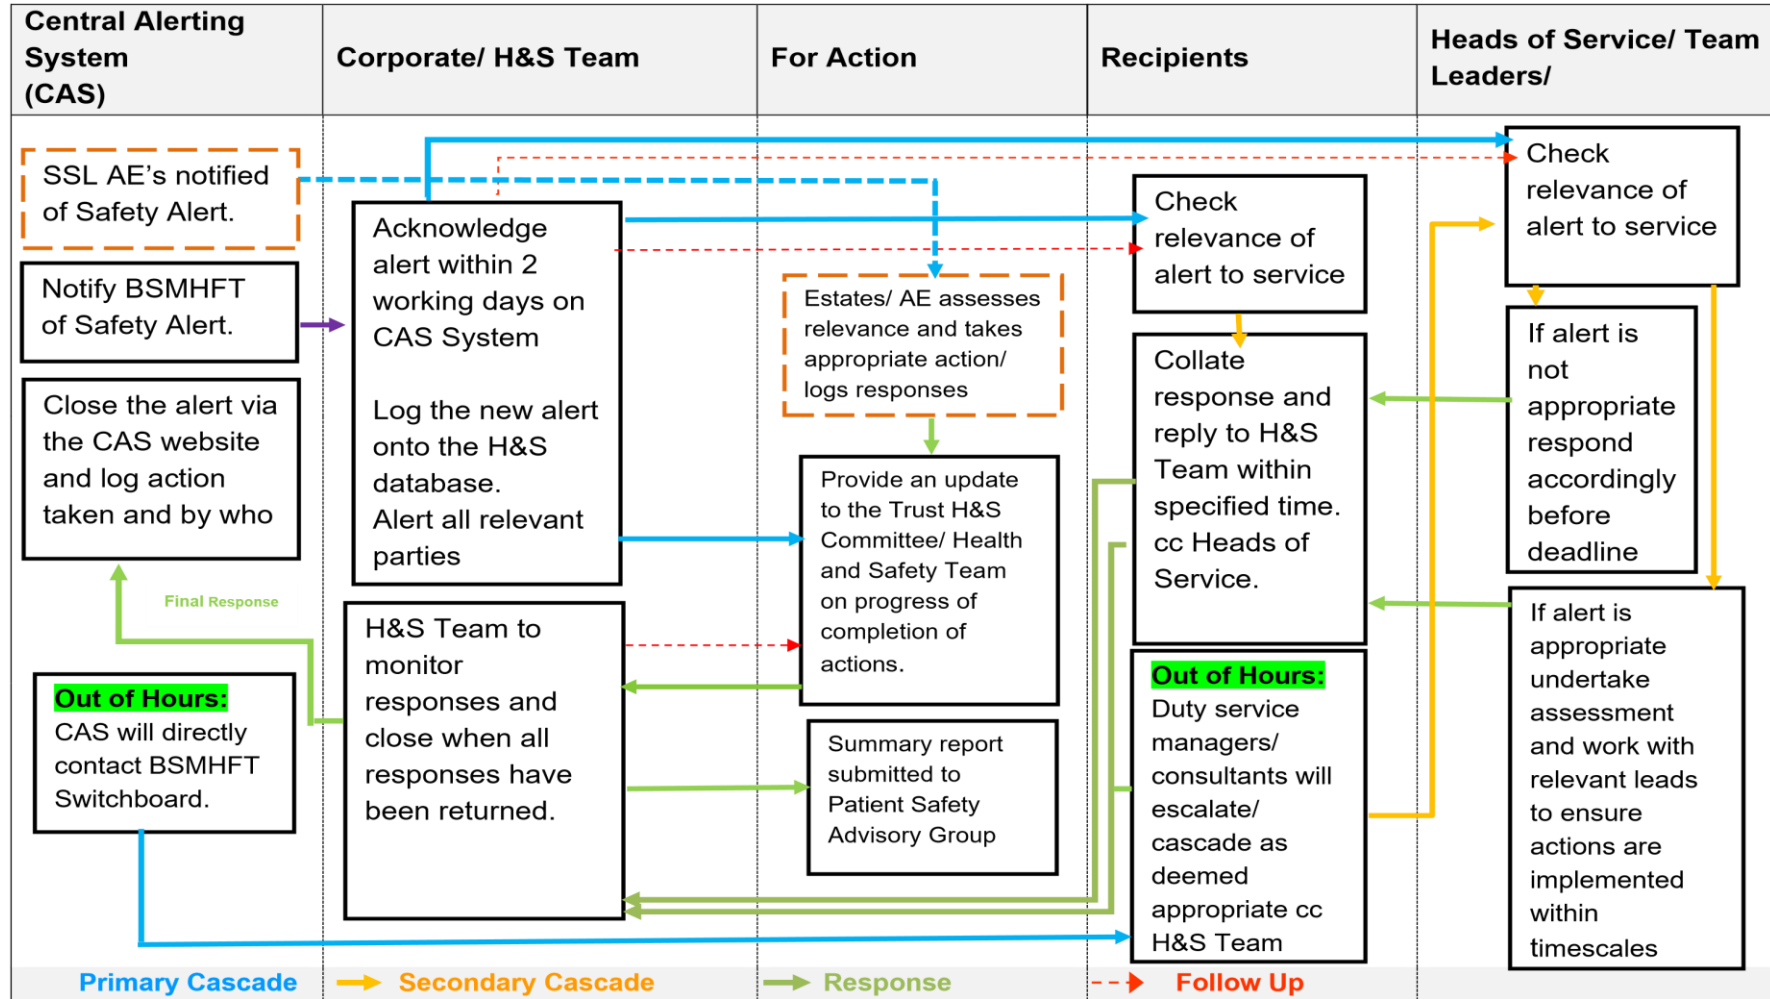 Central Alerting
System
(CAS)
Corporate/ H&S Team
For Action
Recipients
Heads of Service/ Team
Leaders/
SSL AE's notified
of Safety Alert.
Notify BSMHFT
of Safety Alert.
Close the alert via
the CAS website
and log action
taken and by who
Final Response
Out of Hours:
CAS will directly
contact BSMHFT
Switchboard.
Acknowledge
alert within 2
working days on
CAS System
Log the new alert
onto the H&S
database.
Alert all relevant
parties
H&S Team to
monitor
responses and
close when all
responses have
been returned.
Estates/ AE assesses
relevance and takes
appropriate action/
logs responses
Provide an update
to the Trust H&S
Committee/ Health
and Safety Team
on progress of
completion of
actions.
Summary report
submitted to
Patient Safety
Advisory Group
Check
relevance of
alert to service
Collate
response and
reply to H&S
Team within
specified time.
cc Heads of
Service.
Out of Hours:
Duty service
managers/
consultants will
escalate/
cascade as
deemed
appropriate cc
H&S Team
Check
relevance of
alert to service
If alert is
not
appropriate
respond
accordingly
before
deadline
If alert is
appropriate
undertake
assessment
and work with
relevant leads
to ensure
actions are
implemented
within
timescales
Primary Cascade
Secondary Cascade
Response
Follow Up